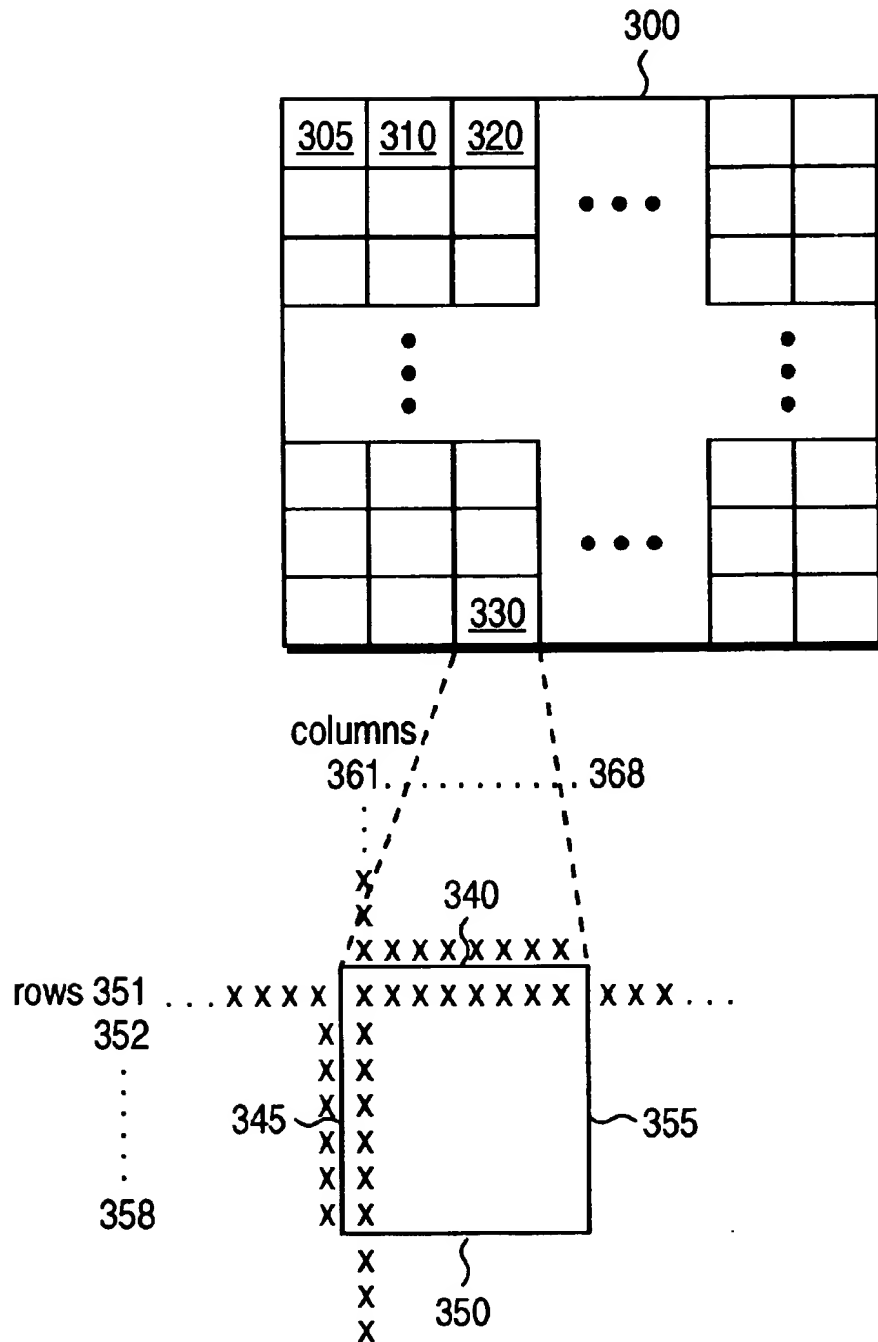 300
305 310 320
330
columns
361 . . . . . . . . . . . . 368
x
x
340
x x x x x x x x
rows 351 . . . x x x x x x x x x x x x x x x . . .
352 x x
x x
x x
345 x x 355
x x
x x
358 x x
x 350
x
x